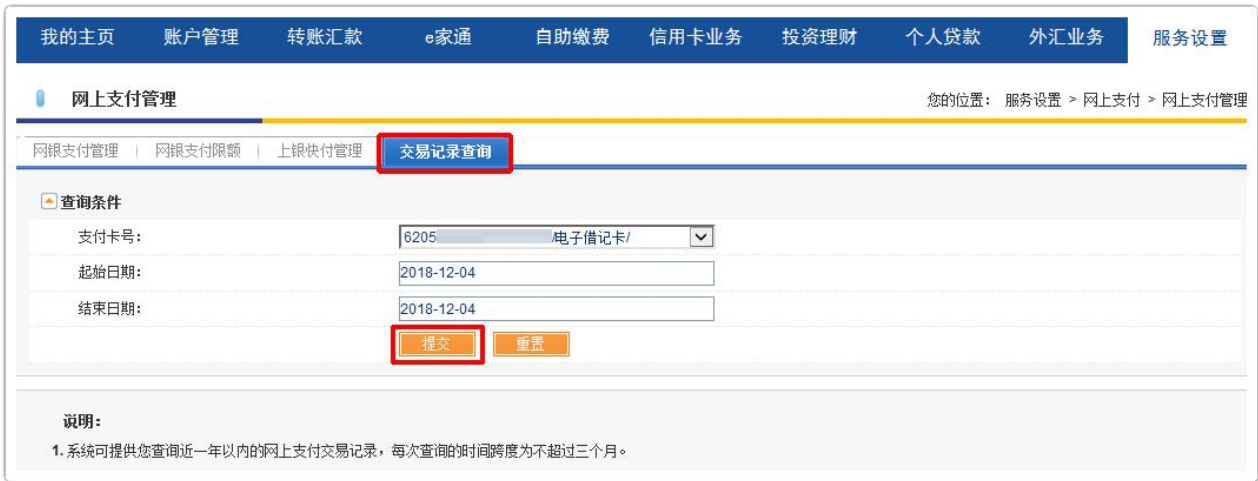 我的主页 账户管理 转账汇款 e家通 自助缴费 信用卡业务 投资理财 个人贷款 外汇业务 服务设置
网上支付管理 您的位置： 服务设置 > 网上支付 > 网上支付管理
网银支付管理 | 网银支付限额 | 上银快付管理 交易记录查询
查询条件
支付卡号： 6205 /电子借记卡/
起始日期： 2018-12-04
结束日期： 2018-12-04
提交 重置
说明：
1. 系统可提供您查询近一年以内的网上支付交易记录，每次查询的时间跨度为不超过三个月。